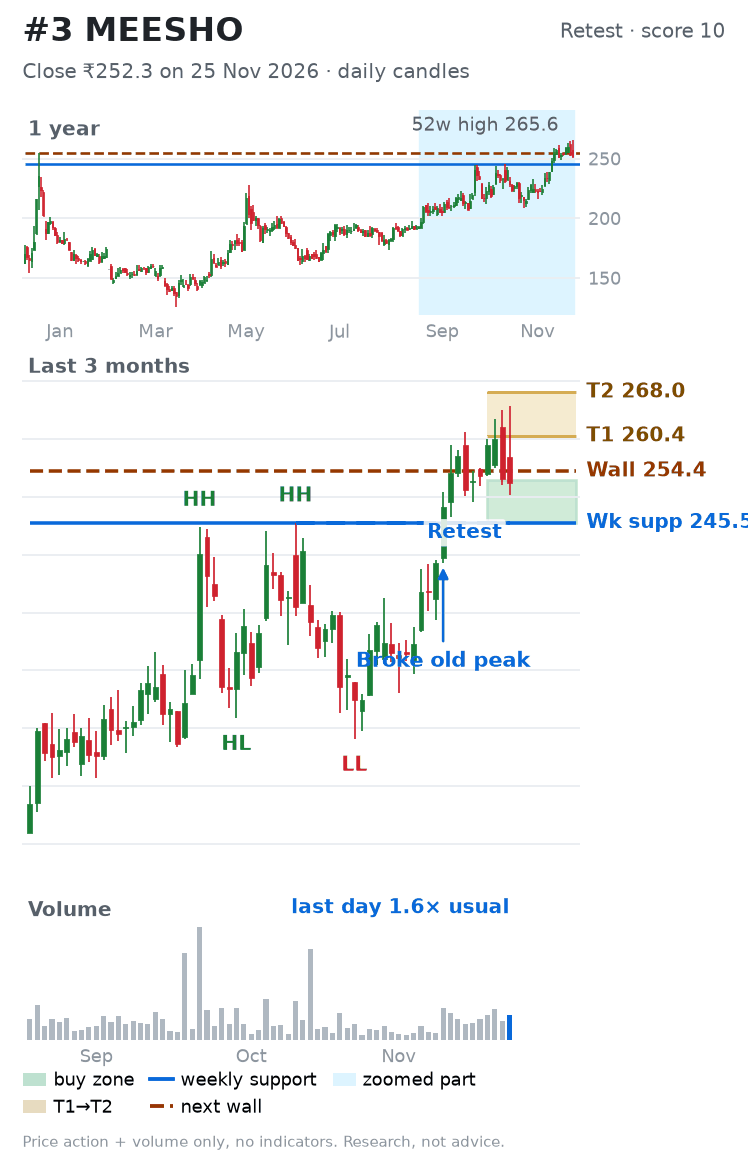 #3 MEESHO
Retest · score 10
Close ₹252.3 on 25 Nov 2026 · daily candles
1 year
52w high 265.6
250
200
150
Jan Mar May Jul Sep Nov
Last 3 months
T2 268.0
T1 260.4
Wall 254.4
HH HH
Wk supp 245.5
Retest
Broke old peak
HL
LL
Volume
last day 1.6× usual
Sep Oct Nov
buy zone weekly support zoomed part
T1→T2 next wall
Price action + volume only, no indicators. Research, not advice.